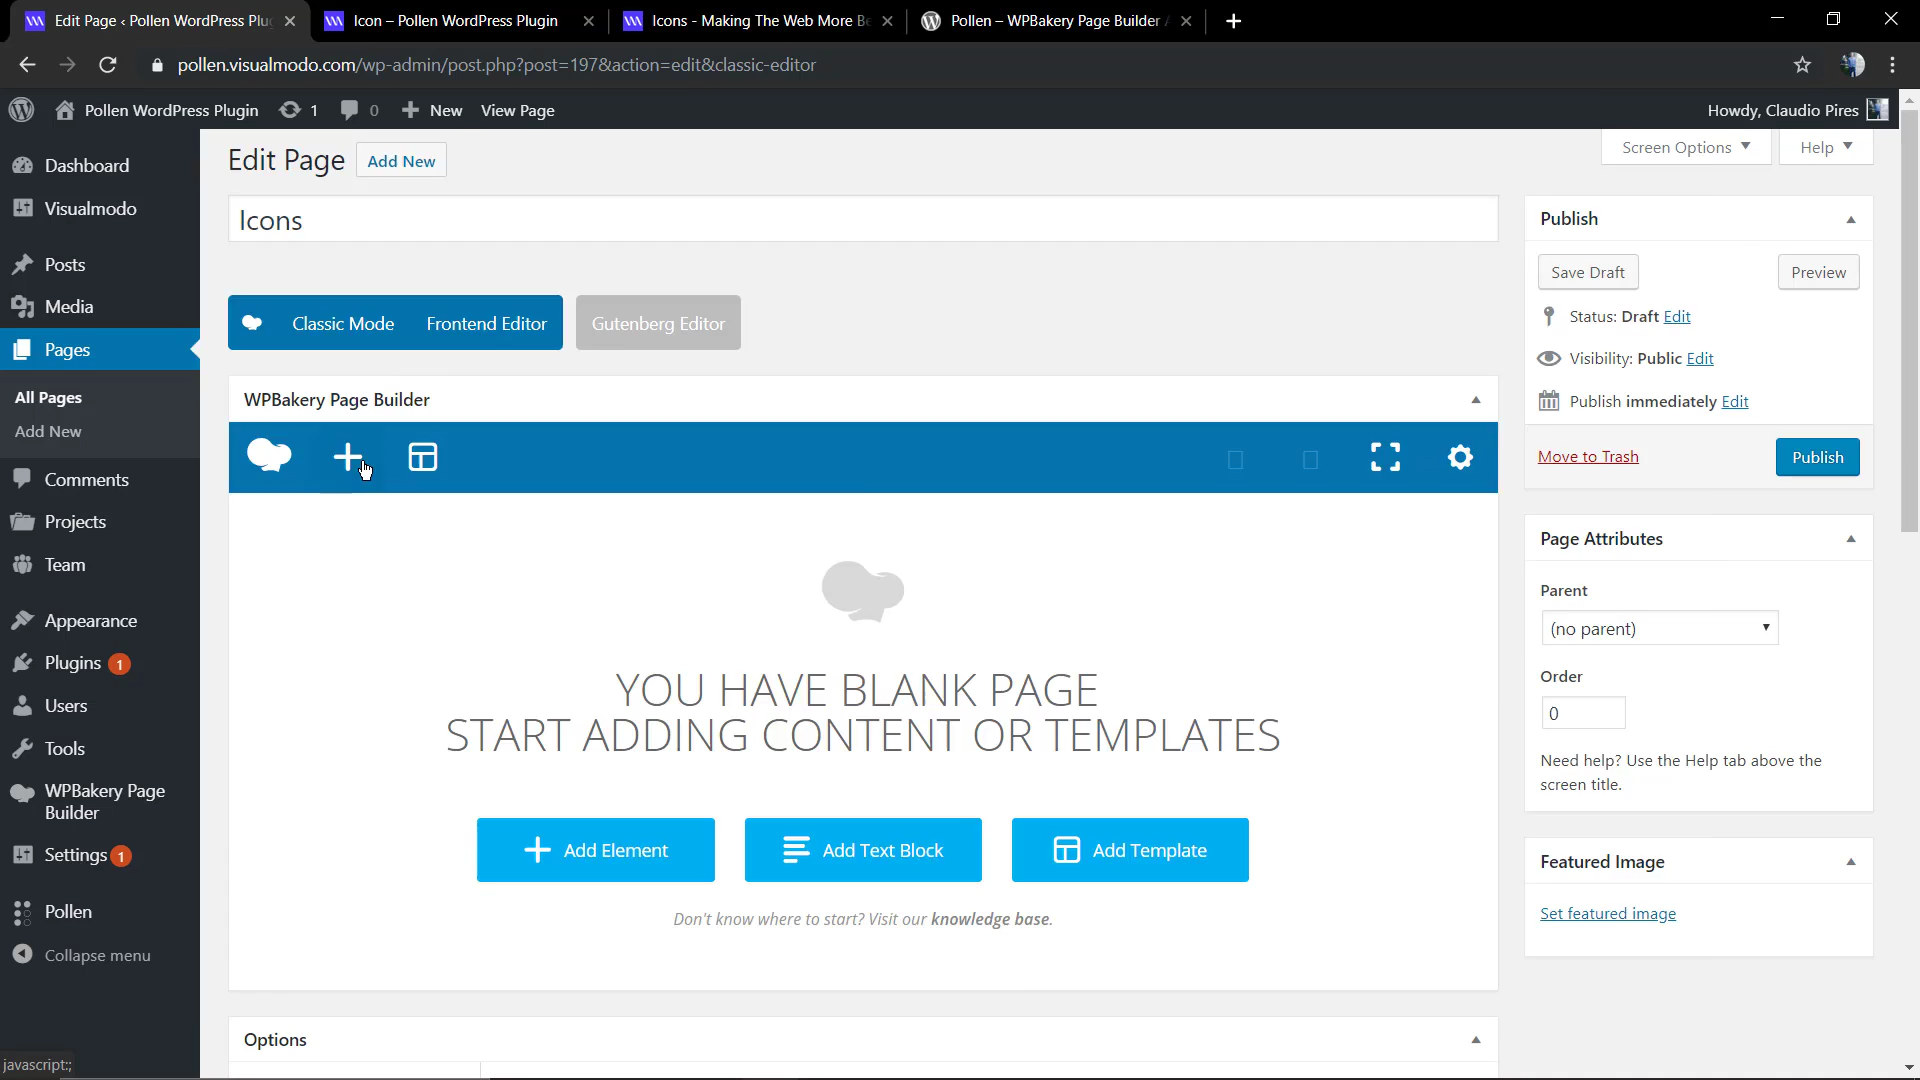 Edit Page ‹ Pollen WordPress Plu
Icon – Pollen WordPress Plugin
Icons - Making The Web More Be
Pollen – WPBakery Page Builder
pollen.visualmodo.com/wp-admin/post.php?post=197&action=edit&classic-editor
Pollen WordPress Plugin
1
0
New
View Page
Howdy, Claudio Pires
Dashboard
Visualmodo
Posts
Media
Pages
All Pages
Add New
Comments
Projects
Team
Appearance
Plugins 1
Users
Tools
WPBakery Page
Builder
Settings 1
Pollen
Collapse menu
javascript:;
Edit Page
Add New
Screen Options
Help
Icons
Classic Mode
Frontend Editor
Gutenberg Editor
WPBakery Page Builder
YOU HAVE BLANK PAGE
START ADDING CONTENT OR TEMPLATES
Add Element
Add Text Block
Add Template
Don't know where to start? Visit our knowledge base.
Options
Publish
Save Draft
Preview
Status: Draft Edit
Visibility: Public Edit
Publish immediately Edit
Move to Trash
Publish
Page Attributes
Parent
(no parent)
Order
0
Need help? Use the Help tab above the
screen title.
Featured Image
Set featured image